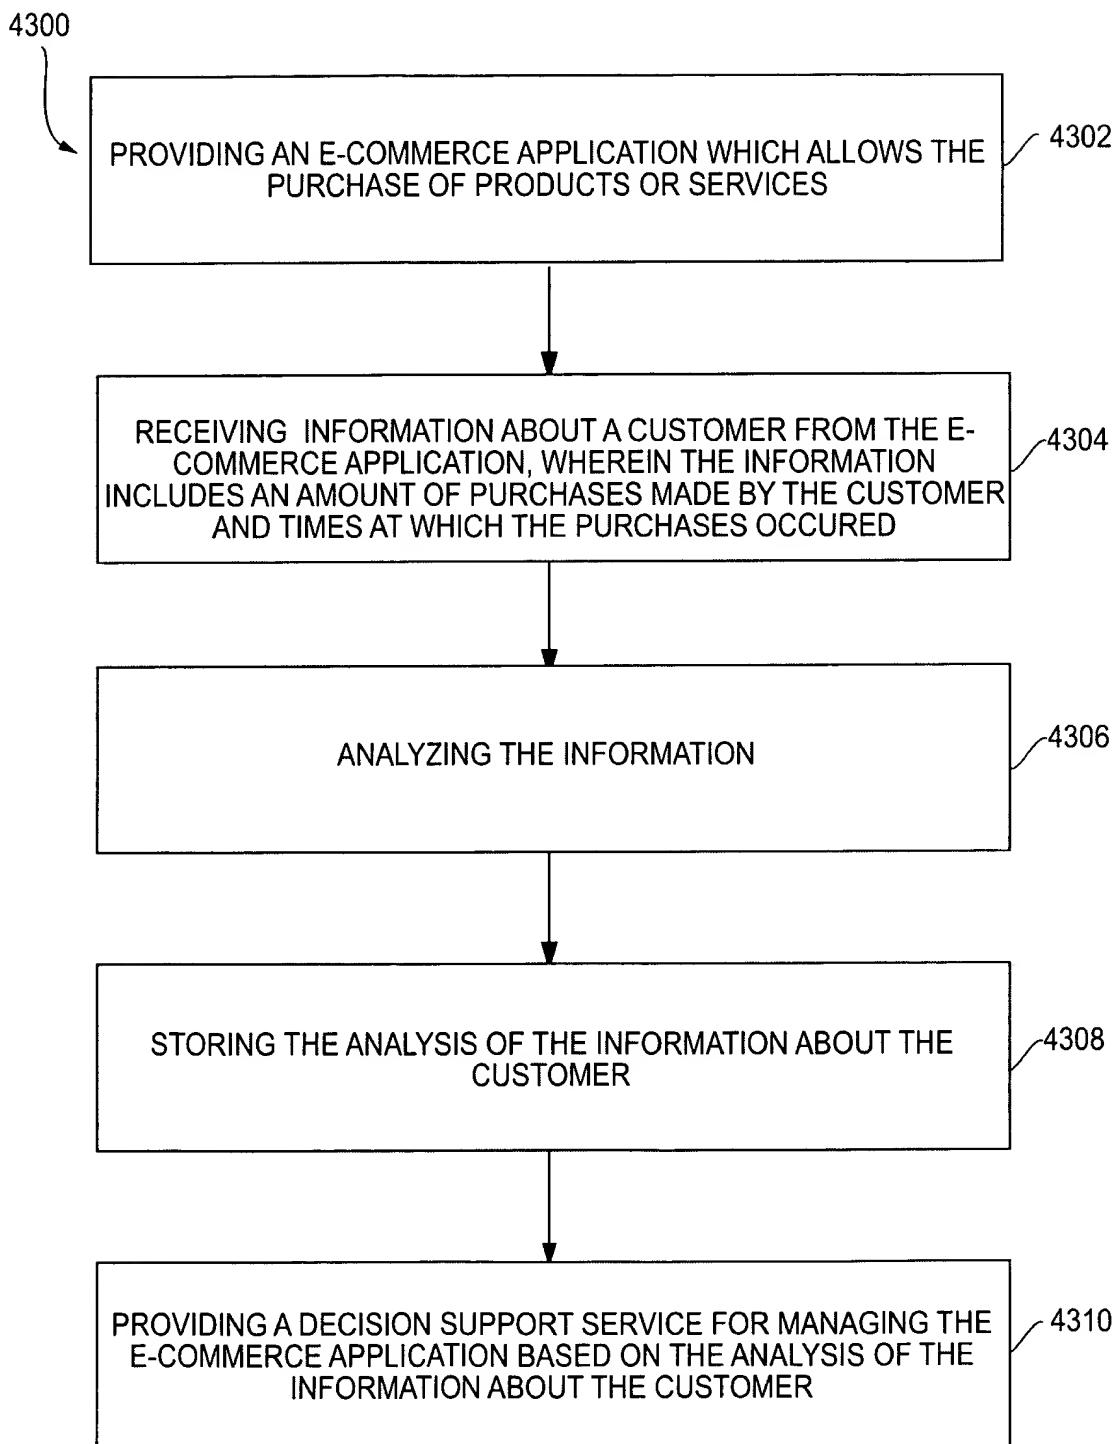 4300
PROVIDING AN E-COMMERCE APPLICATION WHICH ALLOWS THE
PURCHASE OF PRODUCTS OR SERVICES
4302
RECEIVING INFORMATION ABOUT A CUSTOMER FROM THE E-
COMMERCE APPLICATION, WHEREIN THE INFORMATION
INCLUDES AN AMOUNT OF PURCHASES MADE BY THE CUSTOMER
AND TIMES AT WHICH THE PURCHASES OCCURED
4304
ANALYZING THE INFORMATION
4306
STORING THE ANALYSIS OF THE INFORMATION ABOUT THE
CUSTOMER
4308
PROVIDING A DECISION SUPPORT SERVICE FOR MANAGING THE
E-COMMERCE APPLICATION BASED ON THE ANALYSIS OF THE
INFORMATION ABOUT THE CUSTOMER
4310